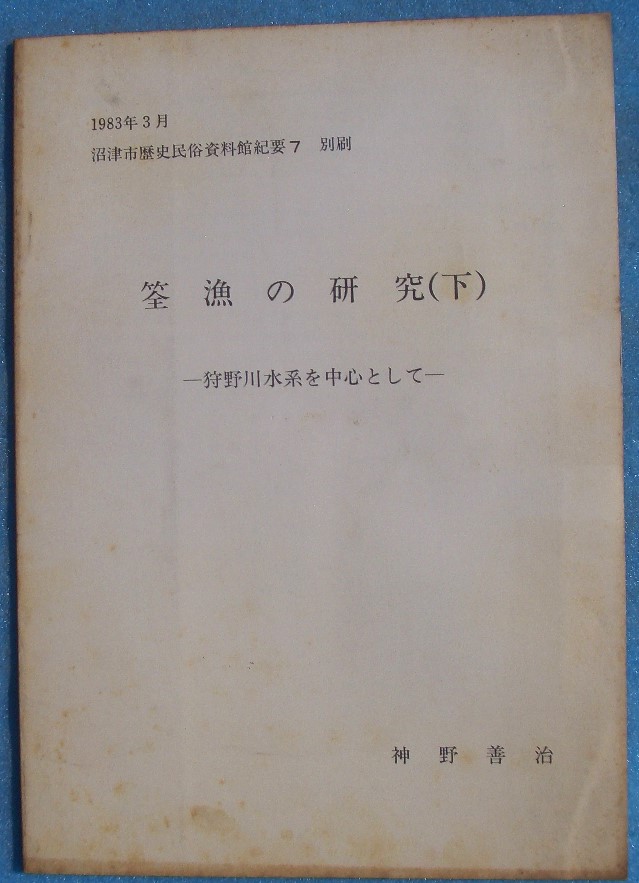 1983年3月
沼津市歴史民俗資料館紀要7 別刷
筌漁の研究(下)
―狩野川水系を中心として―
神野善治